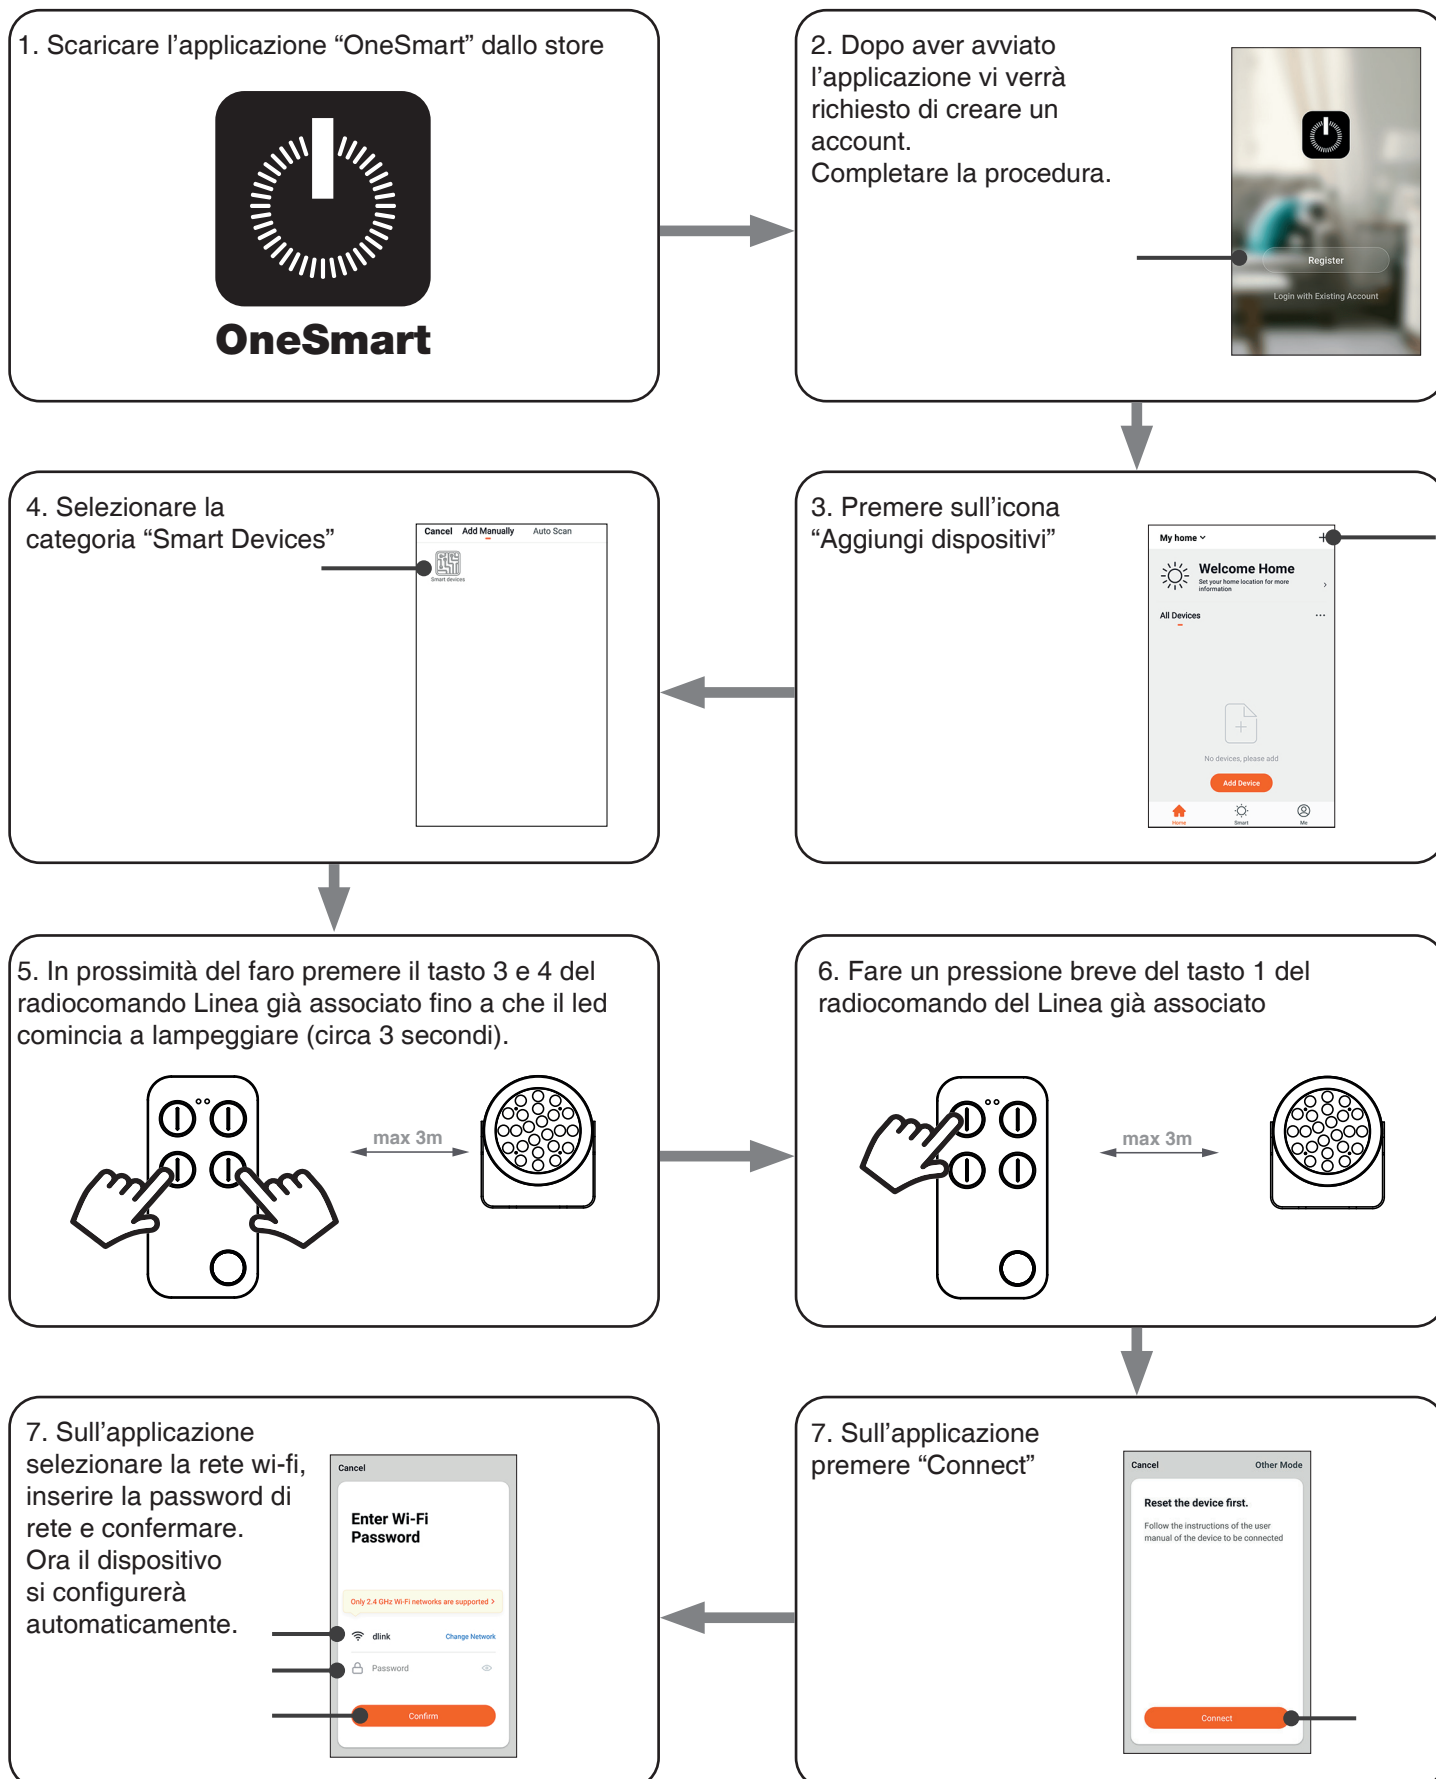 1. Scaricare l’applicazione “OneSmart” dallo store
OneSmart
2. Dopo aver avviato
l’applicazione vi verrà
richiesto di creare un
account.
Completare la procedura.
Register
Login with Existing Account
3. Premere sull’icona
“Aggiungi dispositivi”
My home
Welcome Home
Set your home location for more
information
All Devices
No devices, please add
Add Device
Home
Smart
Me
4. Selezionare la
categoria “Smart Devices”
Cancel Add Manually Auto Scan
Smart devices
5. In prossimità del faro premere il tasto 3 e 4 del
radiocomando Linea già associato fino a che il led
comincia a lampeggiare (circa 3 secondi).
max 3m
6. Fare un pressione breve del tasto 1 del
radiocomando del Linea già associato
max 3m
7. Sull’applicazione
premere “Connect”
Cancel Other Mode
Reset the device first.
Follow the instructions of the user
manual of the device to be connected
Connect
7. Sull’applicazione
selezionare la rete wi-fi,
inserire la password di
rete e confermare.
Ora il dispositivo
si configurerà
automaticamente.
Cancel
Enter Wi-Fi
Password
Only 2.4 GHz Wi-Fi networks are supported >
dlink Change Network
Password
Confirm